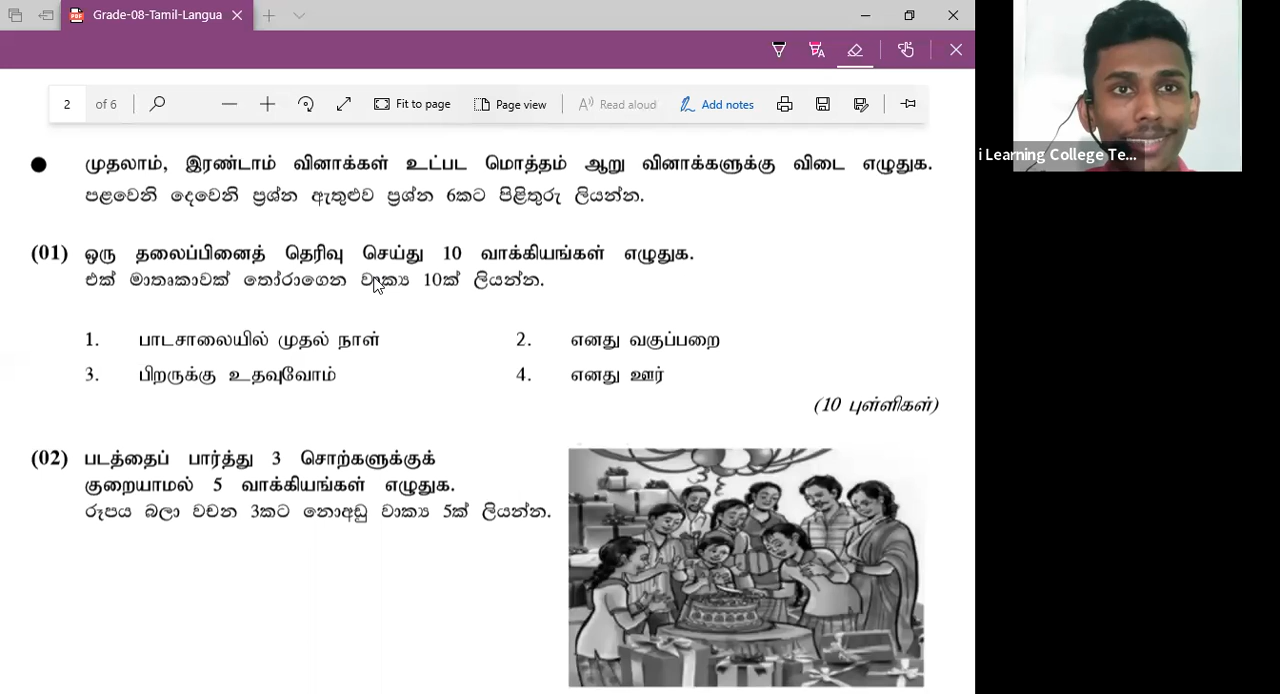 Grade-08-Tamil-Langua
2 of 6 Fit to page Page view Read aloud Add notes
i Learning College Te...
● முதலாம், இரண்டாம் வினாக்கள் உட்பட மொத்தம் ஆறு வினாக்களுக்கு விடை எழுதுக.
පළවෙනි දෙවෙනි ප්‍රශ්න ඇතුළුව ප්‍රශ්න 6කට පිළිතුරු ලියන්න.
(01) ஒரு தலைப்பினைத் தெரிவு செய்து 10 வாக்கியங்கள் எழுதுக.
එක් මාතෘකාවක් තෝරාගෙන වාක්‍ය 10ක් ලියන්න.
1. பாடசாலையில் முதல் நாள் 2. எனது வகுப்பறை
3. பிறருக்கு உதவுவோம் 4. எனது ஊர்
(10 புள்ளிகள்)
(02) படத்தைப் பார்த்து 3 சொற்களுக்குக்
குறையாமல் 5 வாக்கியங்கள் எழுதுக.
රූපය බලා වචන 3කට නොඅඩු වාක්‍ය 5ක් ලියන්න.